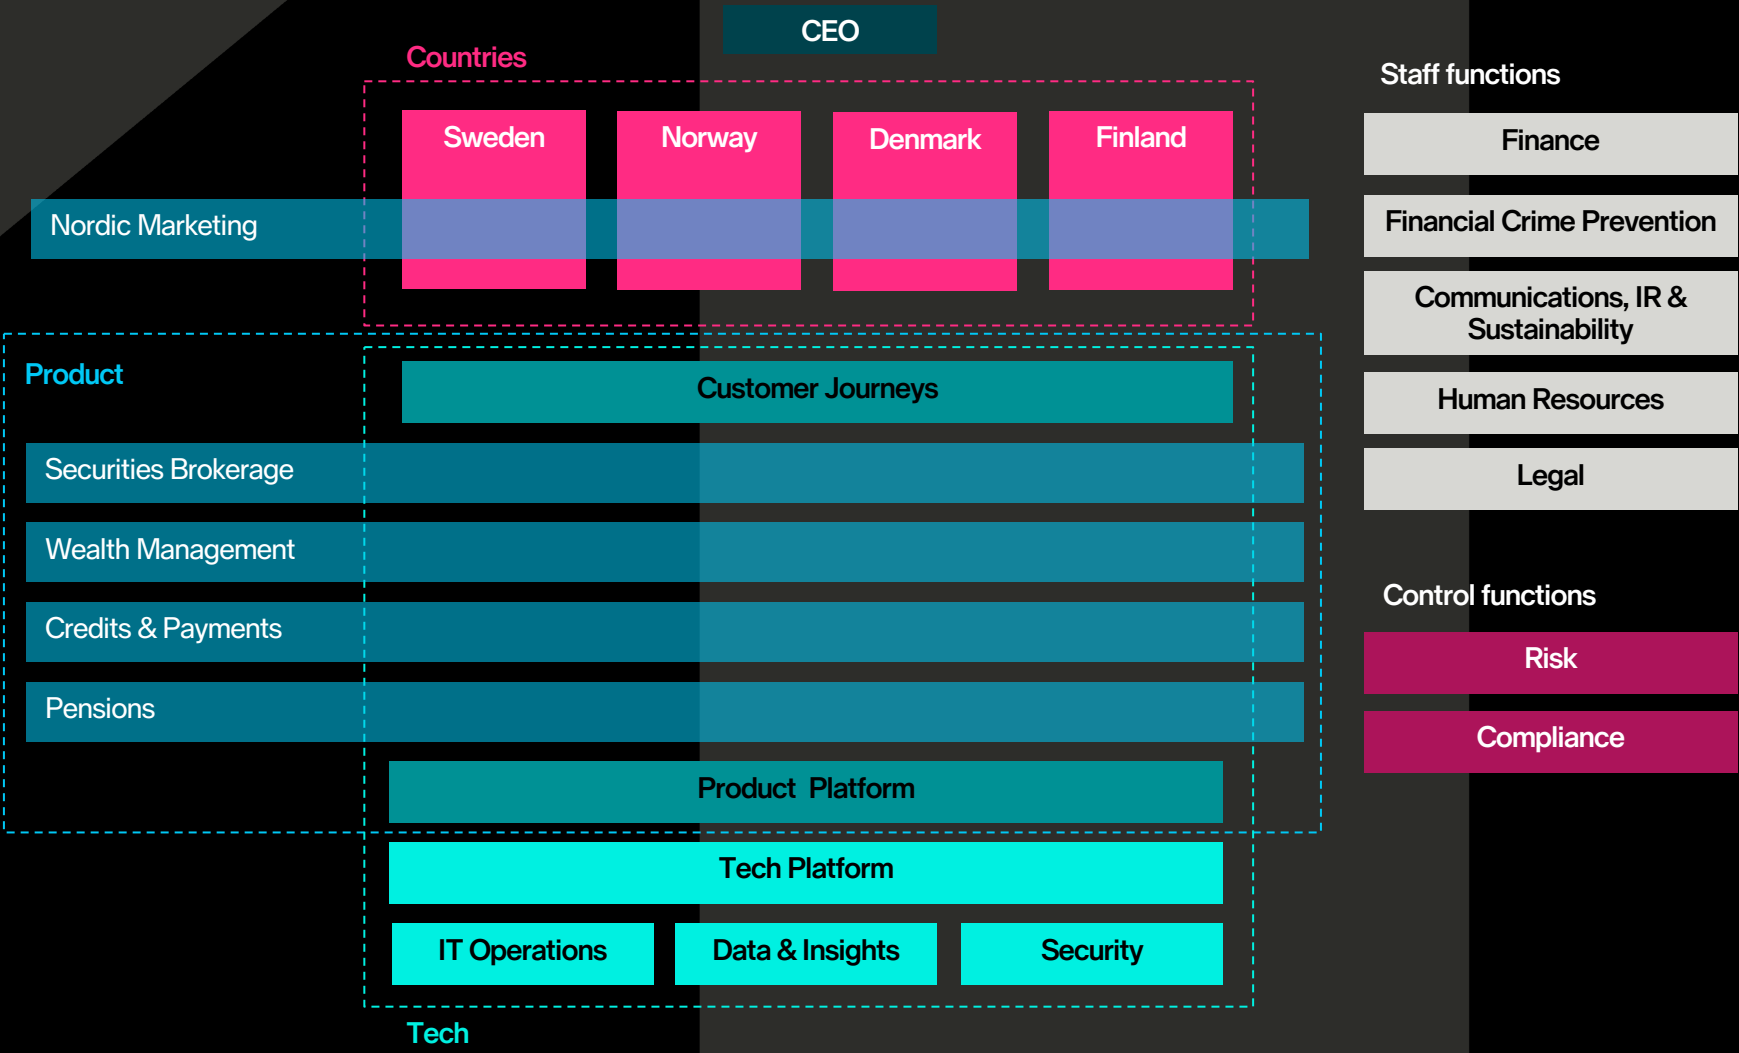 CEO
Countries
Sweden
Norway
Denmark
Finland
Nordic Marketing
Product
Customer Journeys
Securities Brokerage
Wealth Management
Credits & Payments
Pensions
Product Platform
Tech Platform
IT Operations
Data & Insights
Security
Tech
Staff functions
Finance
Financial Crime Prevention
Communications, IR &
Sustainability
Human Resources
Legal
Control functions
Risk
Compliance